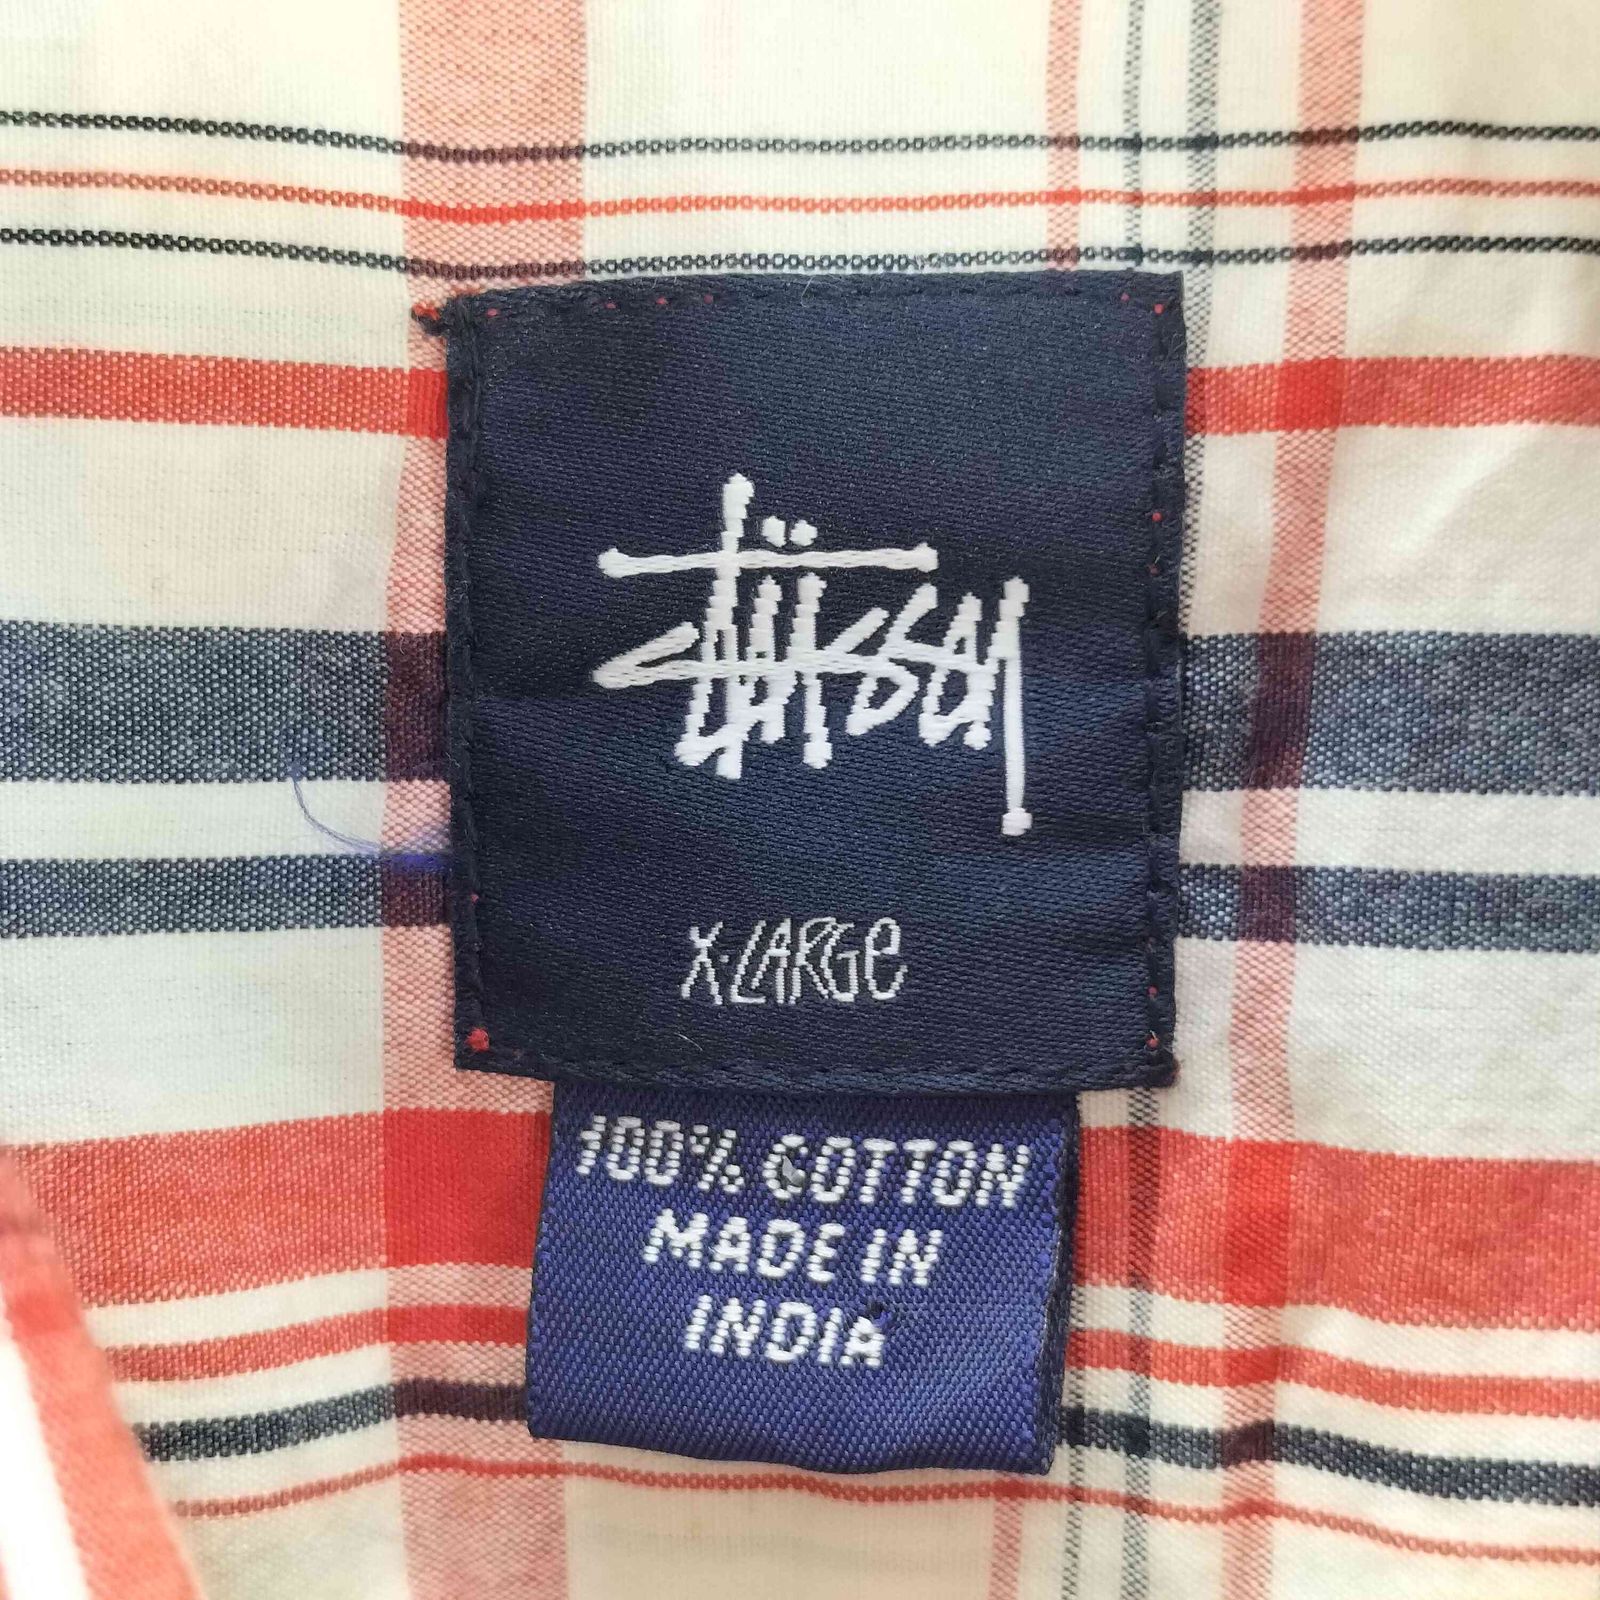 Stüssy
X-LARGE
100% COTTON
MADE IN
INDIA